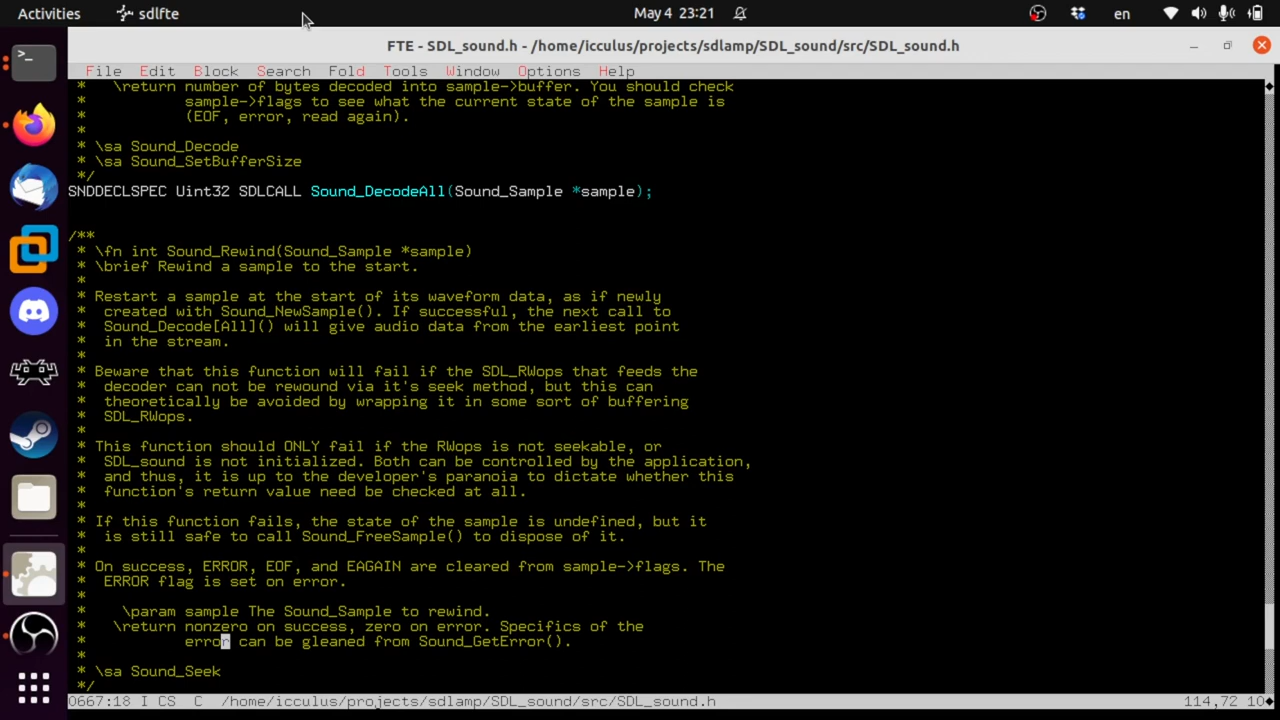 Activities sdlfte May 4 23:21 en
FTE - SDL_sound.h - /home/icculus/projects/sdlamp/SDL_sound/src/SDL_sound.h
File Edit Block Search Fold Tools Window Options Help
* \return number of bytes decoded into sample->buffer. You should check
* sample->flags to see what the current state of the sample is
* (EOF, error, read again).
*
* \sa Sound_Decode
* \sa Sound_SetBufferSize
*/
SNDDECLSPEC Uint32 SDLCALL Sound_DecodeAll(Sound_Sample *sample);
/**
* \fn int Sound_Rewind(Sound_Sample *sample)
* \brief Rewind a sample to the start.
*
* Restart a sample at the start of its waveform data, as if newly
* created with Sound_NewSample(). If successful, the next call to
* Sound_Decode[All]() will give audio data from the earliest point
* in the stream.
*
* Beware that this function will fail if the SDL_RWops that feeds the
* decoder can not be rewound via it's seek method, but this can
* theoretically be avoided by wrapping it in some sort of buffering
* SDL_RWops.
*
* This function should ONLY fail if the RWops is not seekable, or
* SDL_sound is not initialized. Both can be controlled by the application,
* and thus, it is up to the developer's paranoia to dictate whether this
* function's return value need be checked at all.
*
* If this function fails, the state of the sample is undefined, but it
* is still safe to call Sound_FreeSample() to dispose of it.
*
* On success, ERROR, EOF, and EAGAIN are cleared from sample->flags. The
* ERROR flag is set on error.
*
* \param sample The Sound_Sample to rewind.
* \return nonzero on success, zero on error. Specifics of the
* error can be gleaned from Sound_GetError().
*
* \sa Sound_Seek
*/
0667:18 I CS C /home/icculus/projects/sdlamp/SDL_sound/src/SDL_sound.h 114,72 10